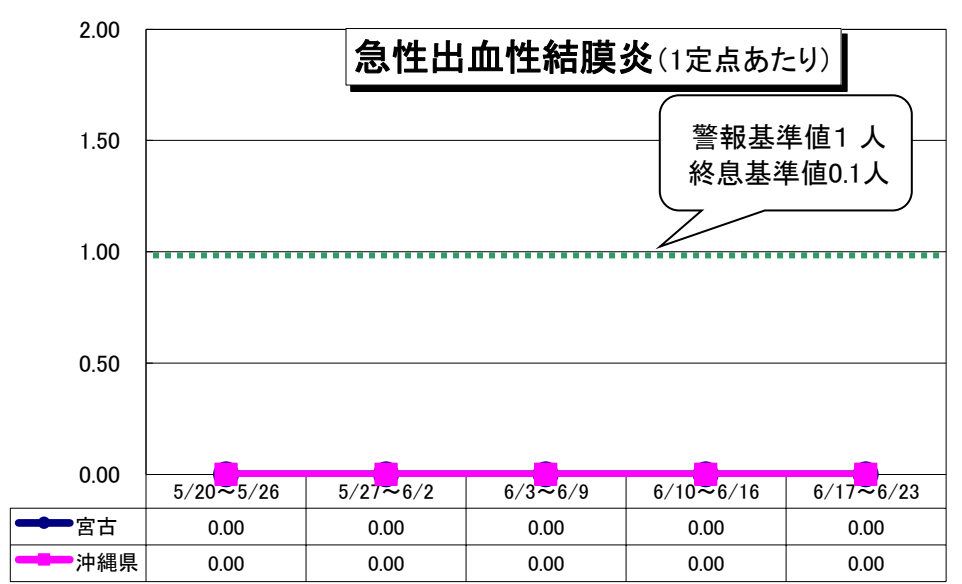 急性出血性結膜炎(1定点あたり)
警報基準値1 人
終息基準値0.1人
2.00
1.50
1.00
0.50
0.00
5/20～5/26 5/27～6/2 6/3～6/9 6/10～6/16 6/17～6/23
宮古 0.00 0.00 0.00 0.00 0.00
沖縄県 0.00 0.00 0.00 0.00 0.00